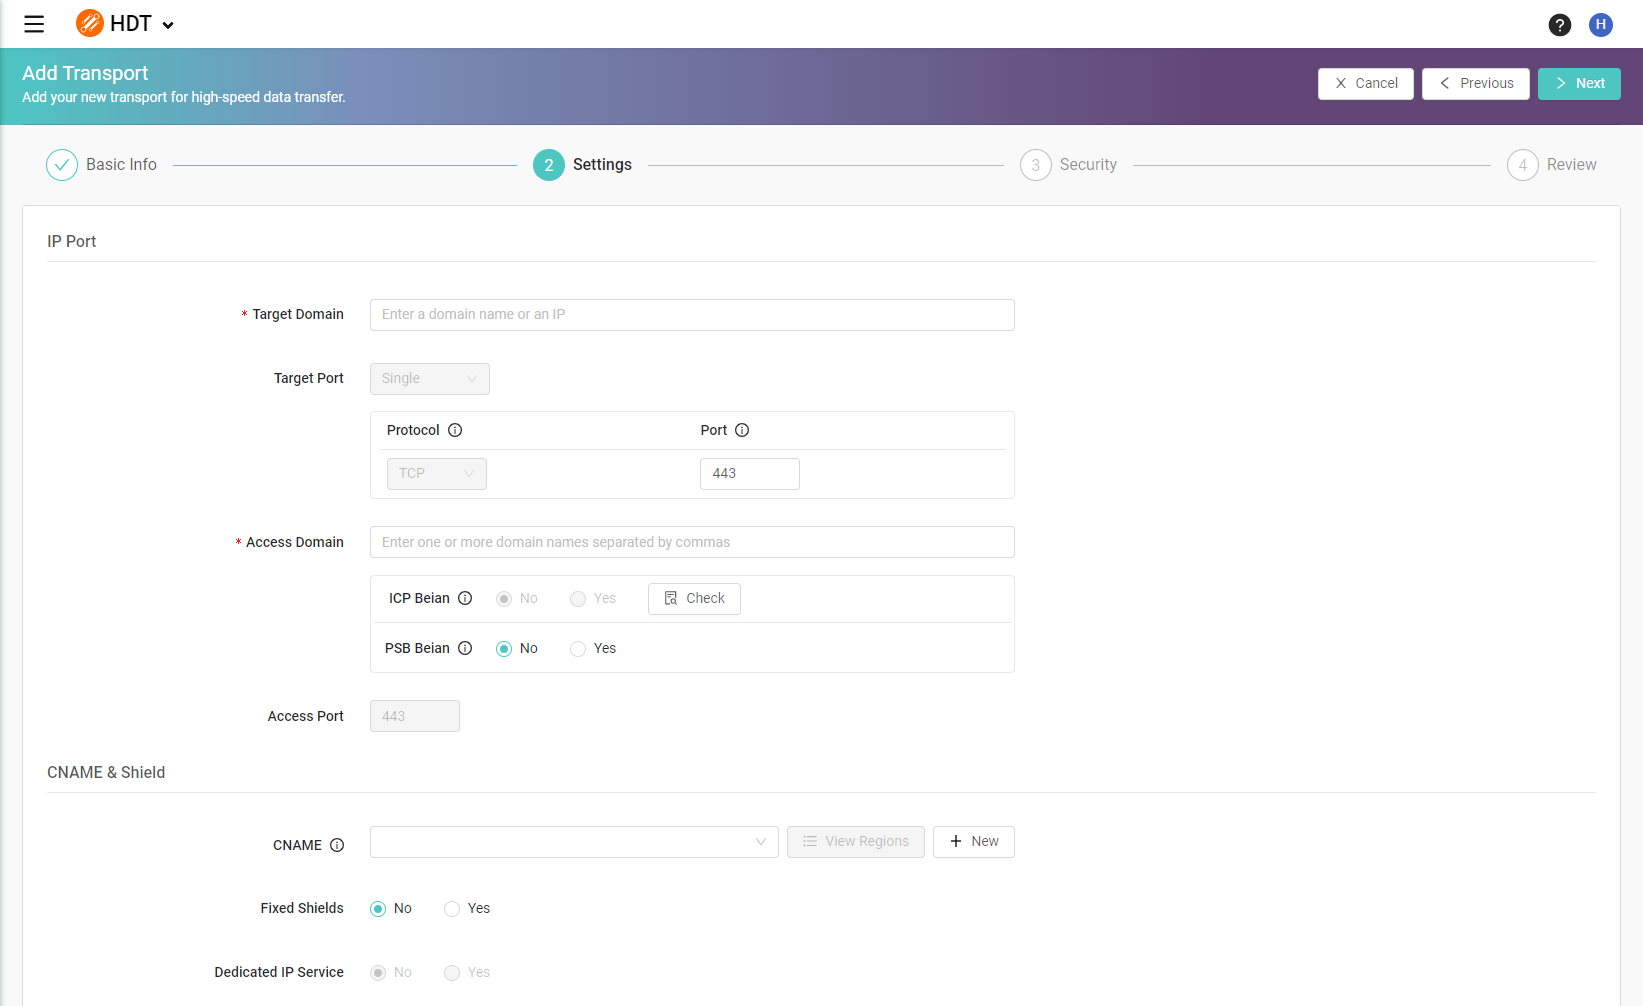 HDT
?
H
Add Transport
Add your new transport for high-speed data transfer.
Cancel
Previous
Next
Basic Info
2 Settings
3 Security
4 Review
IP Port
* Target Domain Enter a domain name or an IP
Target Port Single
Protocol Port
TCP 443
* Access Domain Enter one or more domain names separated by commas
ICP Beian No Yes Check
PSB Beian No Yes
Access Port 443
CNAME & Shield
CNAME View Regions New
Fixed Shields No Yes
Dedicated IP Service No Yes